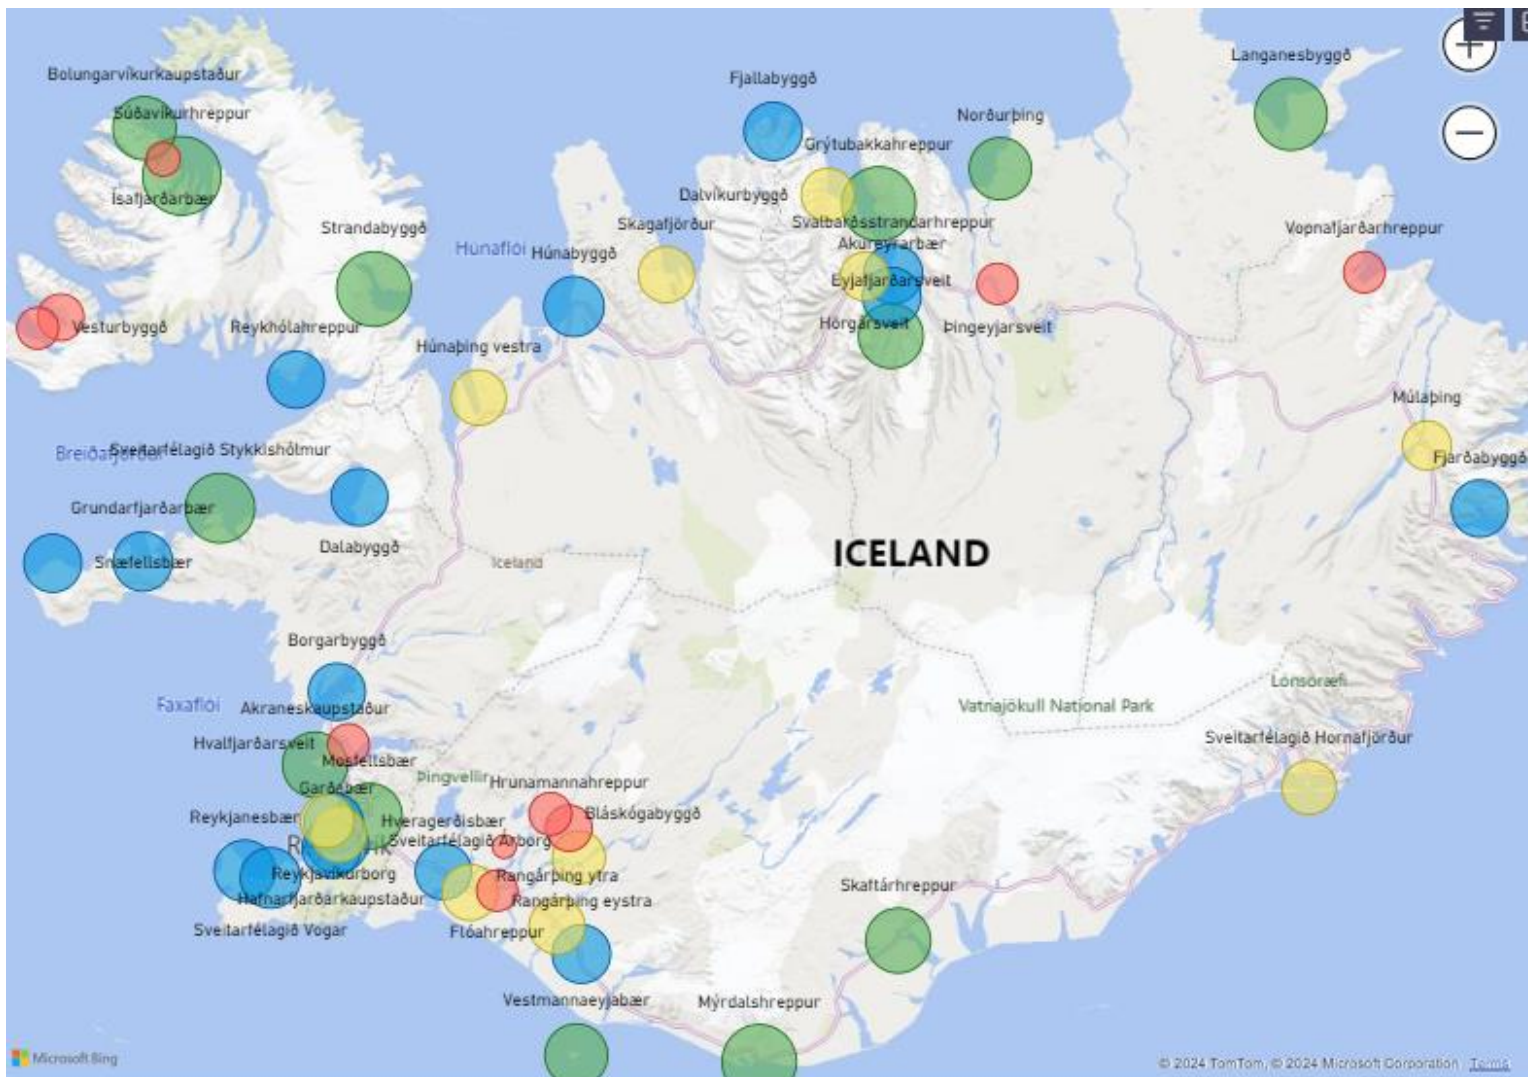 Bolungarvíkurkaupstaður
Súðavíkurhreppur
Ísafjarðarbær
Strandabyggð
Vesturbyggð
Reykhólahreppur
Húnaflói
Húnabyggð
Húnaþing vestra
Skagafjörður
Fjallabyggð
Dalvíkurbyggð
Grýtubakkahreppur
Svalbarðsstrandarhreppur
Akureyrarbær
Eyjafjarðarsveit
Hörgársveit
Norðurþing
Þingeyjarsveit
Langanesbyggð
Vopnafjarðarhreppur
Múlaþing
Fjarðabyggð
Sveitarfélagið Stykkishólmur
Grundarfjarðarbær
Snæfellsbær
Dalabyggð
Iceland
ICELAND
Borgarbyggð
Faxaflói
Akraneskaupstaður
Hvalfjarðarsveit
Mosfellsbær
Garðabær
Þingvellir
Hrunamannahreppur
Bláskógabyggð
Reykjanesbær
Hveragerðisbær
Sveitarfélagið Árborg
Reykjavíkurborg
Rangárþing ytra
Hafnarfjarðarkaupstaður
Rangárþing eystra
Sveitarfélagið Vogar
Flóahreppur
Vestmannaeyjabær
Mýrdalshreppur
Skaftárhreppur
Vatnajökull National Park
Lónsöræfi
Sveitarfélagið Hornafjörður
Microsoft Bing
© 2024 TomTom, © 2024 Microsoft Corporation Terms